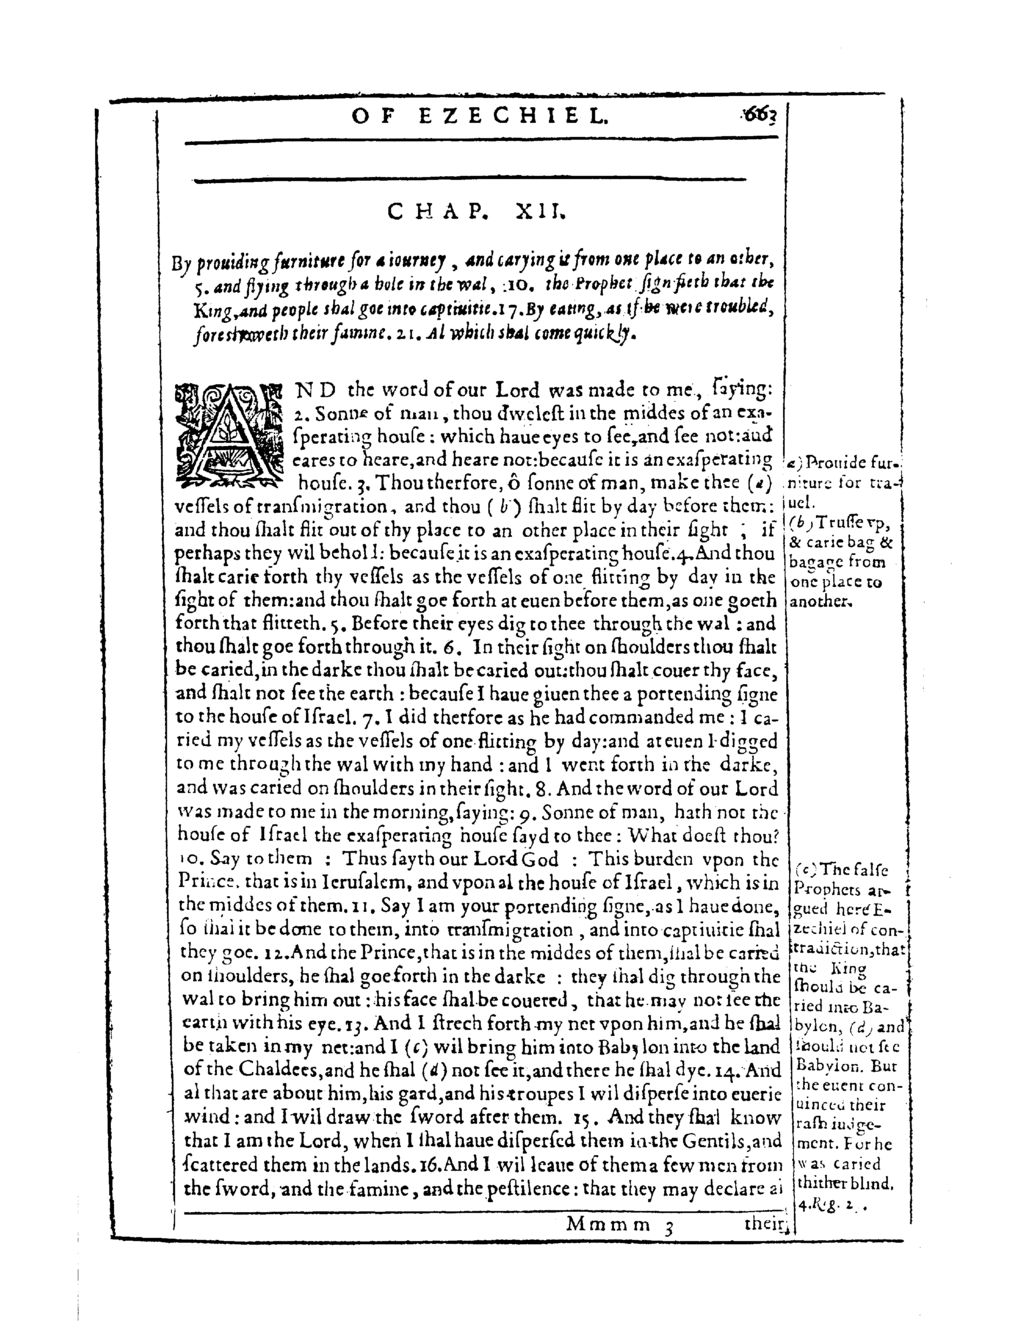 OF EZECHIEL. 663
CHAP. XII.
By prouiding furniture for a iourney, and carying it from one place to an other,
5. and flying through a hole in the wal, 10. the Prophet signifieth that the
King, and people shal goe into captiuitie. 17. By eating, as if he were troubled,
foresheweth their famine. 21. Al which shal come quickly.
AND the word of our Lord was made to me, ſaying:
2. Sonne of man, thou dweleſt in the middes of an exa-
ſperating houſe: which haue eyes to ſee, and ſee not: and
eares to heare, and heare not: becauſe it is an exaſperating
houſe. 3. Thou therfore, ô ſonne of man, make thee (a)
veſſels of tranſmigration, and thou (b) ſhalt flit by day before them:
and thou ſhalt flit out of thy place to an other place in their ſight; if
perhaps they wil behold: becauſe it is an exaſperating houſe. 4. And thou
ſhalt carie forth thy veſſels as the veſſels of one flitting by day in the
ſight of them: and thou ſhalt goe forth at euen before them, as one goeth
forth that flitteth. 5. Before their eyes dig to thee through the wal: and
thou ſhalt goe forth through it. 6. In their ſight on ſhoulders thou ſhalt
be caried, in the darke thou ſhalt be caried out: thou ſhalt couer thy face,
and ſhalt not ſee the earth: becauſe I haue giuen thee a portending ſigne
to the houſe of Iſrael. 7. I did therfore as he had commanded me: I ca-
ried my veſſels as the veſſels of one flitting by day: and at euen I digged
to me through the wal with my hand: and I went forth in the darke,
and was caried on ſhoulders in their ſight. 8. And the word of our Lord
was made to me in the morning, ſaying: 9. Sonne of man, hath not the
houſe of Iſrael the exaſperating houſe ſayd to thee: What doeſt thou?
10. Say to them: Thus ſayth our Lord God: This burden vpon the
Prince, that is in Ieruſalem, and vpon al the houſe of Iſrael, which is in
the middes of them. 11. Say I am your portending ſigne, as I haue done,
ſo ſhal it be done to them, into tranſmigration, and into captiuitie ſhal
they goe. 12. And the Prince, that is in the middes of them, ſhal be caried
on ſhoulders, he ſhal goe forth in the darke: they ſhal dig through the
wal to bring him out: his face ſhal be couered, that he may not ſee the
earth with his eye. 13. And I ſtrech forth my net vpon him, and he ſhal
be taken in my net: and I (c) wil bring him into Babylon into the land
of the Chaldees, and he ſhal (d) not ſee it, and there he ſhal dye. 14. And
al that are about him, his gard, and his troupes I wil diſperſe into euerie
wind: and I wil draw the ſword after them. 15. And they ſhal know
that I am the Lord, when I ſhal haue diſperſed them in the Gentils, and
ſcattered them in the lands. 16. And I wil leaue of them a few men from
the ſword, and the famine, and the peſtilence: that they may declare al
Mmmm 3 their
a) Prouide fur-
niture for tra-
uel.
(b) Truſſe vp,
& carie bag &
bagage from
one place to
another.
(c) The falſe
Prophets ar-
gued here E-
zechiel of con-
tradiction, that
the King
ſhould be ca-
ried into Ba-
bylon, (d) and
ſhould not ſee
Babylon. But
the euent con-
uinced their
raſh iudge-
ment. For he
was caried
thither blind.
4. Reg. 2